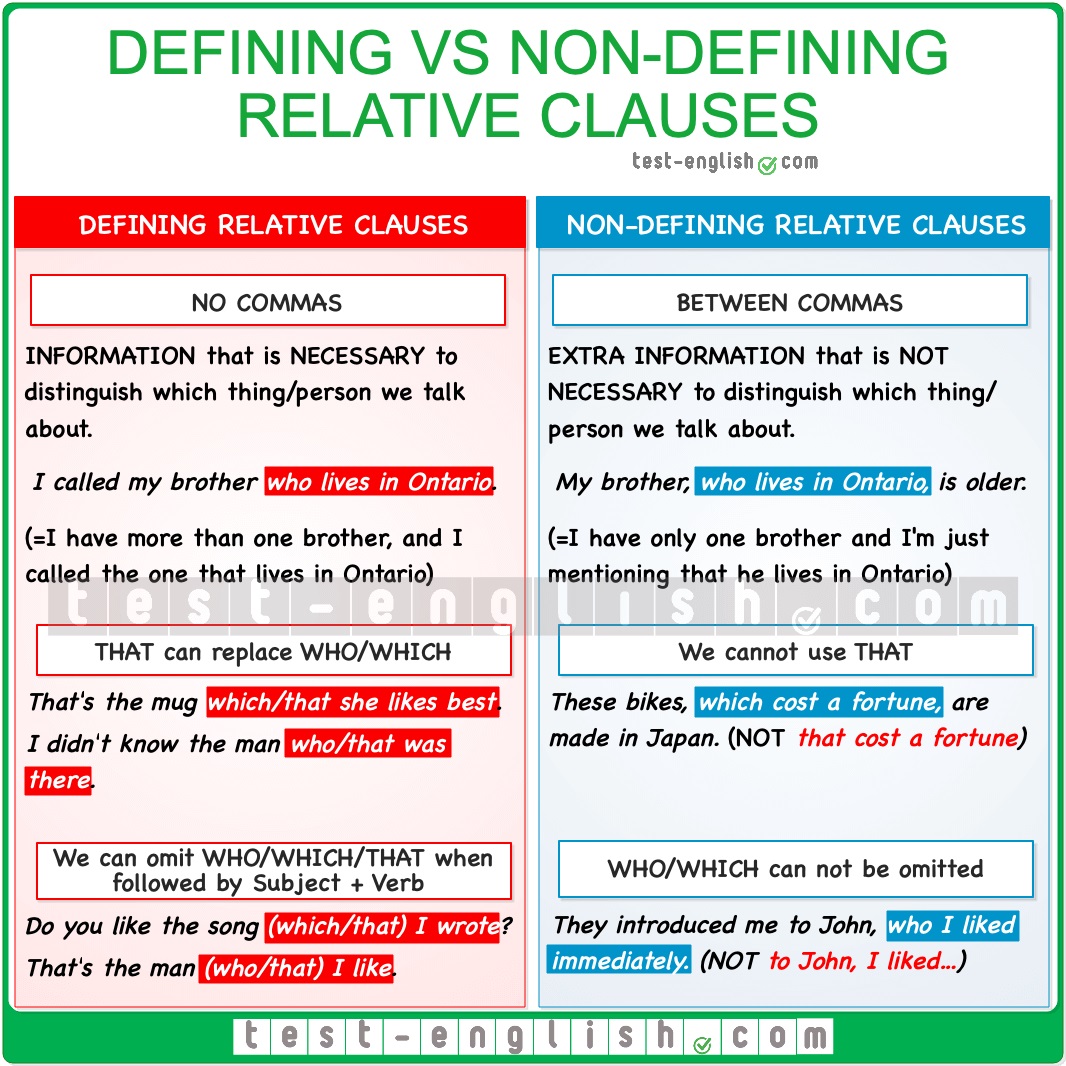 DEFINING VS NON-DEFINING
RELATIVE CLAUSES
test-english.com
DEFINING RELATIVE CLAUSES
NO COMMAS
INFORMATION that is NECESSARY to
distinguish which thing/person we talk
about.
I called my brother who lives in Ontario.
(=I have more than one brother, and I
called the one that lives in Ontario)
THAT can replace WHO/WHICH
That's the mug which/that she likes best.
I didn't know the man who/that was
there.
We can omit WHO/WHICH/THAT when
followed by Subject + Verb
Do you like the song (which/that) I wrote?
That's the man (who/that) I like.
NON-DEFINING RELATIVE CLAUSES
BETWEEN COMMAS
EXTRA INFORMATION that is NOT
NECESSARY to distinguish which thing/
person we talk about.
My brother, who lives in Ontario, is older.
(=I have only one brother and I'm just
mentioning that he lives in Ontario)
We cannot use THAT
These bikes, which cost a fortune, are
made in Japan. (NOT that cost a fortune)
WHO/WHICH can not be omitted
They introduced me to John, who I liked
immediately. (NOT to John, I liked...)
test-english.com
test-english.com